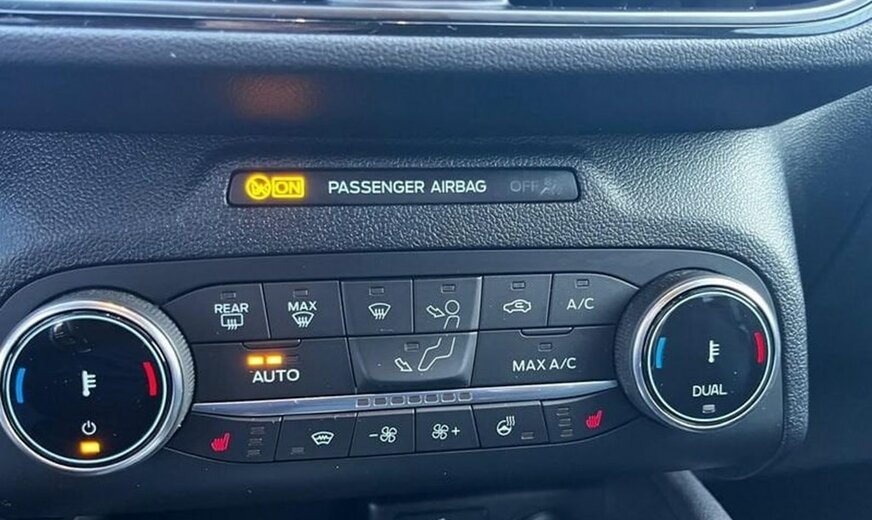 ON PASSENGER AIRBAG OFF
REAR
MAX
A/C
AUTO
MAX A/C
DUAL
- +